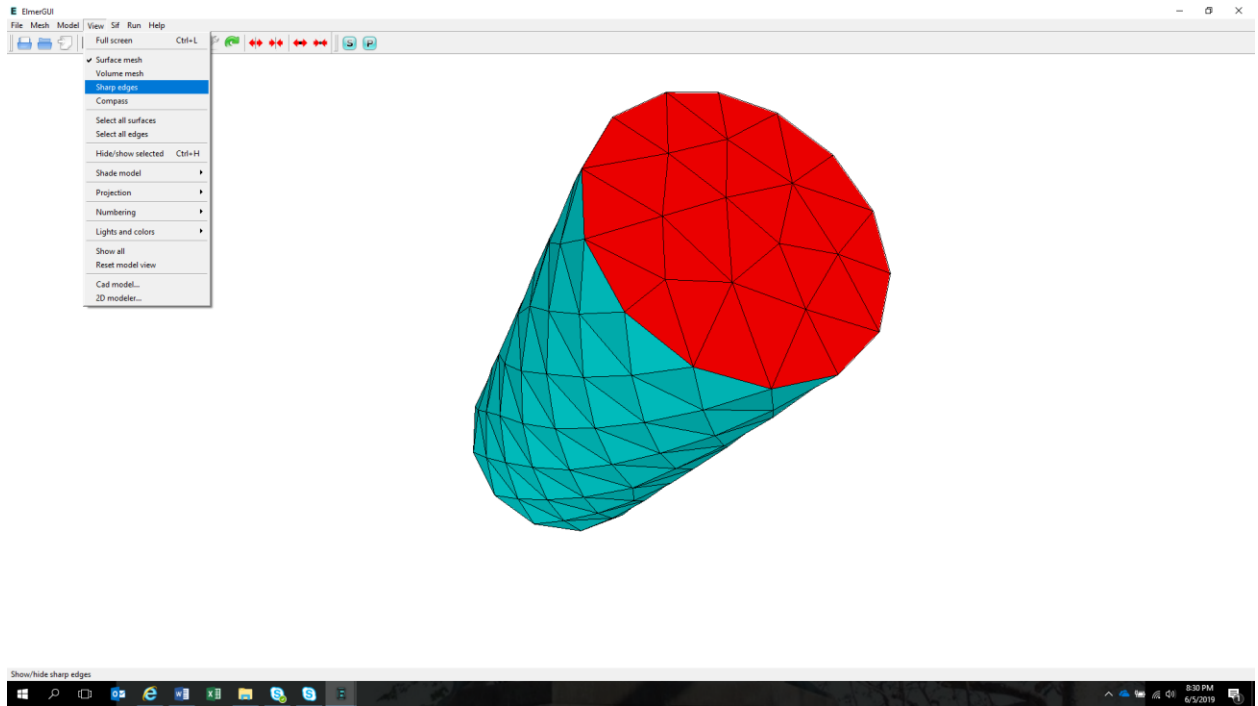 E ElmerGUI
File Mesh Model View Sif Run Help
Full screen Ctrl+L
Surface mesh
Volume mesh
Sharp edges
Compass
Select all surfaces
Select all edges
Hide/show selected Ctrl+H
Shade model
Projection
Numbering
Lights and colors
Show all
Reset model view
Cad model...
2D modeler...
S P
Show/hide sharp edges
8:30 PM
6/5/2019